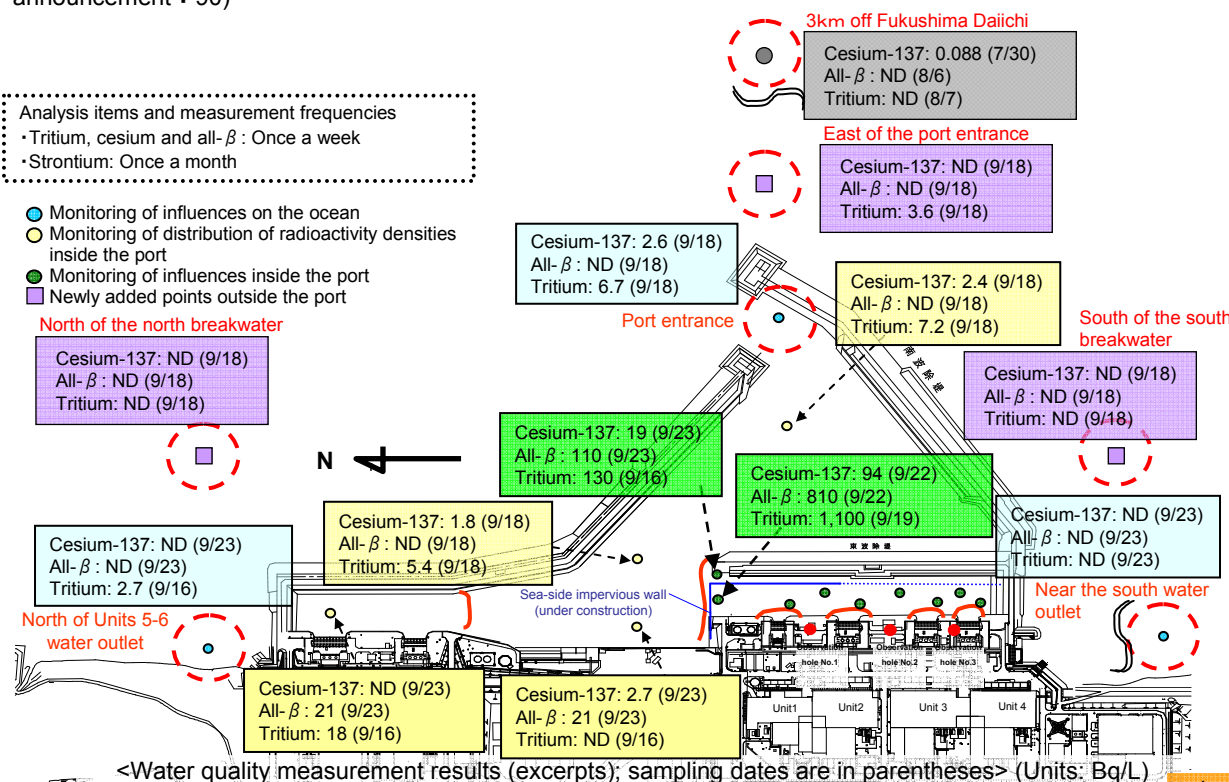 announcement : 90)
3km off Fukushima Daiichi
Cesium-137: 0.088 (7/30)
All-β : ND (8/6)
Tritium: ND (8/7)
Analysis items and measurement frequencies
・Tritium, cesium and all-β : Once a week
・Strontium: Once a month
East of the port entrance
Cesium-137: ND (9/18)
All-β : ND (9/18)
Tritium: 3.6 (9/18)
Monitoring of influences on the ocean
Monitoring of distribution of radioactivity densities
inside the port
Monitoring of influences inside the port
Newly added points outside the port
Cesium-137: 2.6 (9/18)
All-β : ND (9/18)
Tritium: 6.7 (9/18)
Port entrance
Cesium-137: 2.4 (9/18)
All-β : ND (9/18)
Tritium: 7.2 (9/18)
南波除堤
North of the north breakwater
Cesium-137: ND (9/18)
All-β : ND (9/18)
Tritium: ND (9/18)
South of the south
breakwater
Cesium-137: ND (9/18)
All-β : ND (9/18)
Tritium: ND (9/18)
N
Cesium-137: 19 (9/23)
All-β : 110 (9/23)
Tritium: 130 (9/16)
Cesium-137: 94 (9/22)
All-β : 810 (9/22)
Tritium: 1,100 (9/19)
Cesium-137: 1.8 (9/18)
All-β : ND (9/18)
Tritium: 5.4 (9/18)
Cesium-137: ND (9/23)
All-β : ND (9/23)
Tritium: 2.7 (9/16)
North of Units 5-6
water outlet
Cesium-137: ND (9/23)
All-β : ND (9/23)
Tritium: ND (9/23)
Near the south water
outlet
東波除堤
Sea-side impervious wall
(under construction)
Observation
hole No.1
Observation
hole No.2
Observation
hole No.3
Cesium-137: ND (9/23)
All-β : 21 (9/23)
Tritium: 18 (9/16)
Cesium-137: 2.7 (9/23)
All-β : 21 (9/23)
Tritium: ND (9/16)
Unit1
Unit2
Unit 3
Unit 4
<Water quality measurement results (excerpts); sampling dates are in parentheses> (Units: Bq/L)